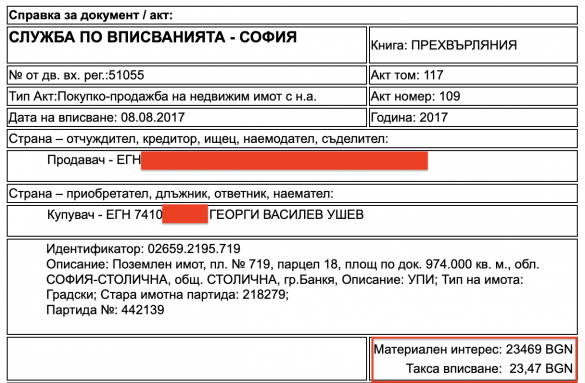 Справка за документ / акт:
СЛУЖБА ПО ВПИСВАНИЯТА - СОФИЯ
Книга: ПРЕХВЪРЛЯНИЯ
№ от дв. вх. рег.:51055
Акт том: 117
Тип Акт:Покупко-продажба на недвижим имот с н.а.
Акт номер: 109
Дата на вписване: 08.08.2017
Година: 2017
Страна – отчуждител, кредитор, ищец, наемодател, съделител:
Продавач - ЕГН
Страна – приобретател, длъжник, ответник, наемател:
Купувач - ЕГН 7410 ГЕОРГИ ВАСИЛЕВ УШЕВ
Идентификатор: 02659.2195.719
Описание: Поземлен имот, пл. № 719, парцел 18, площ по док. 974.000 кв. м., обл.
СОФИЯ-СТОЛИЧНА, общ. СТОЛИЧНА, гр.Банкя, Описание: УПИ; Тип на имота:
Градски; Стара имотна партида: 218279;
Партида №: 442139
Материален интерес: 23469 BGN
Такса вписване: 23,47 BGN